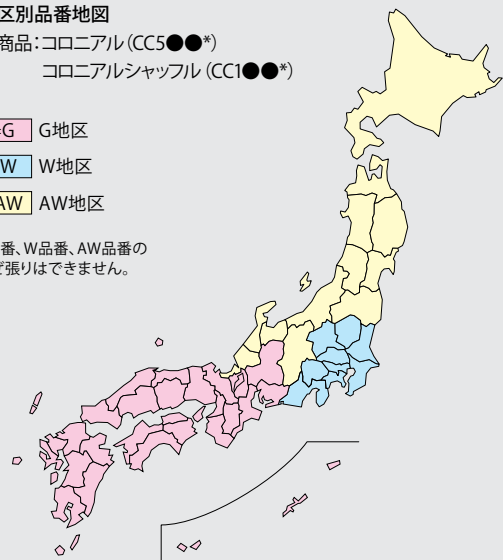 区別品番地図
商品：コロニアル（CC5●●*）
コロニアルシャッフル（CC1●●*）
G G地区
W W地区
AW AW地区
番、W品番、AW品番の
張りはできません。